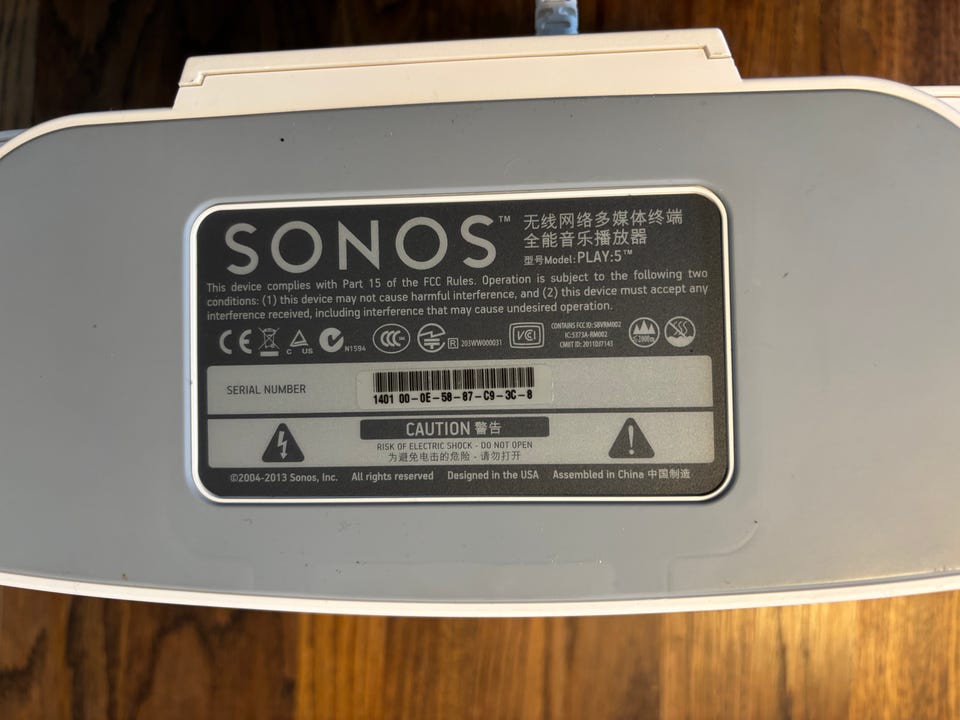 SONOS™
无线网络多媒体终端
全能音乐播放器
型号Model: PLAY:5™
This device complies with Part 15 of the FCC Rules. Operation is subject to the following two
conditions: (1) this device may not cause harmful interference, and (2) this device must accept any
interference received, including interference that may cause undesired operation.
CE C US N1594 CCC R 203WW000031 VCI
CONTAINS FCC ID: SBVRM002
IC: 5373A-RM002
CMIIT ID: 2011DJ7143
≤2000m
SERIAL NUMBER
1401 00-0E-58-87-C9-3C-8
CAUTION 警告
RISK OF ELECTRIC SHOCK - DO NOT OPEN
为避免电击的危险 - 请勿打开
©2004-2013 Sonos, Inc. All rights reserved Designed in the USA Assembled in China 中国制造